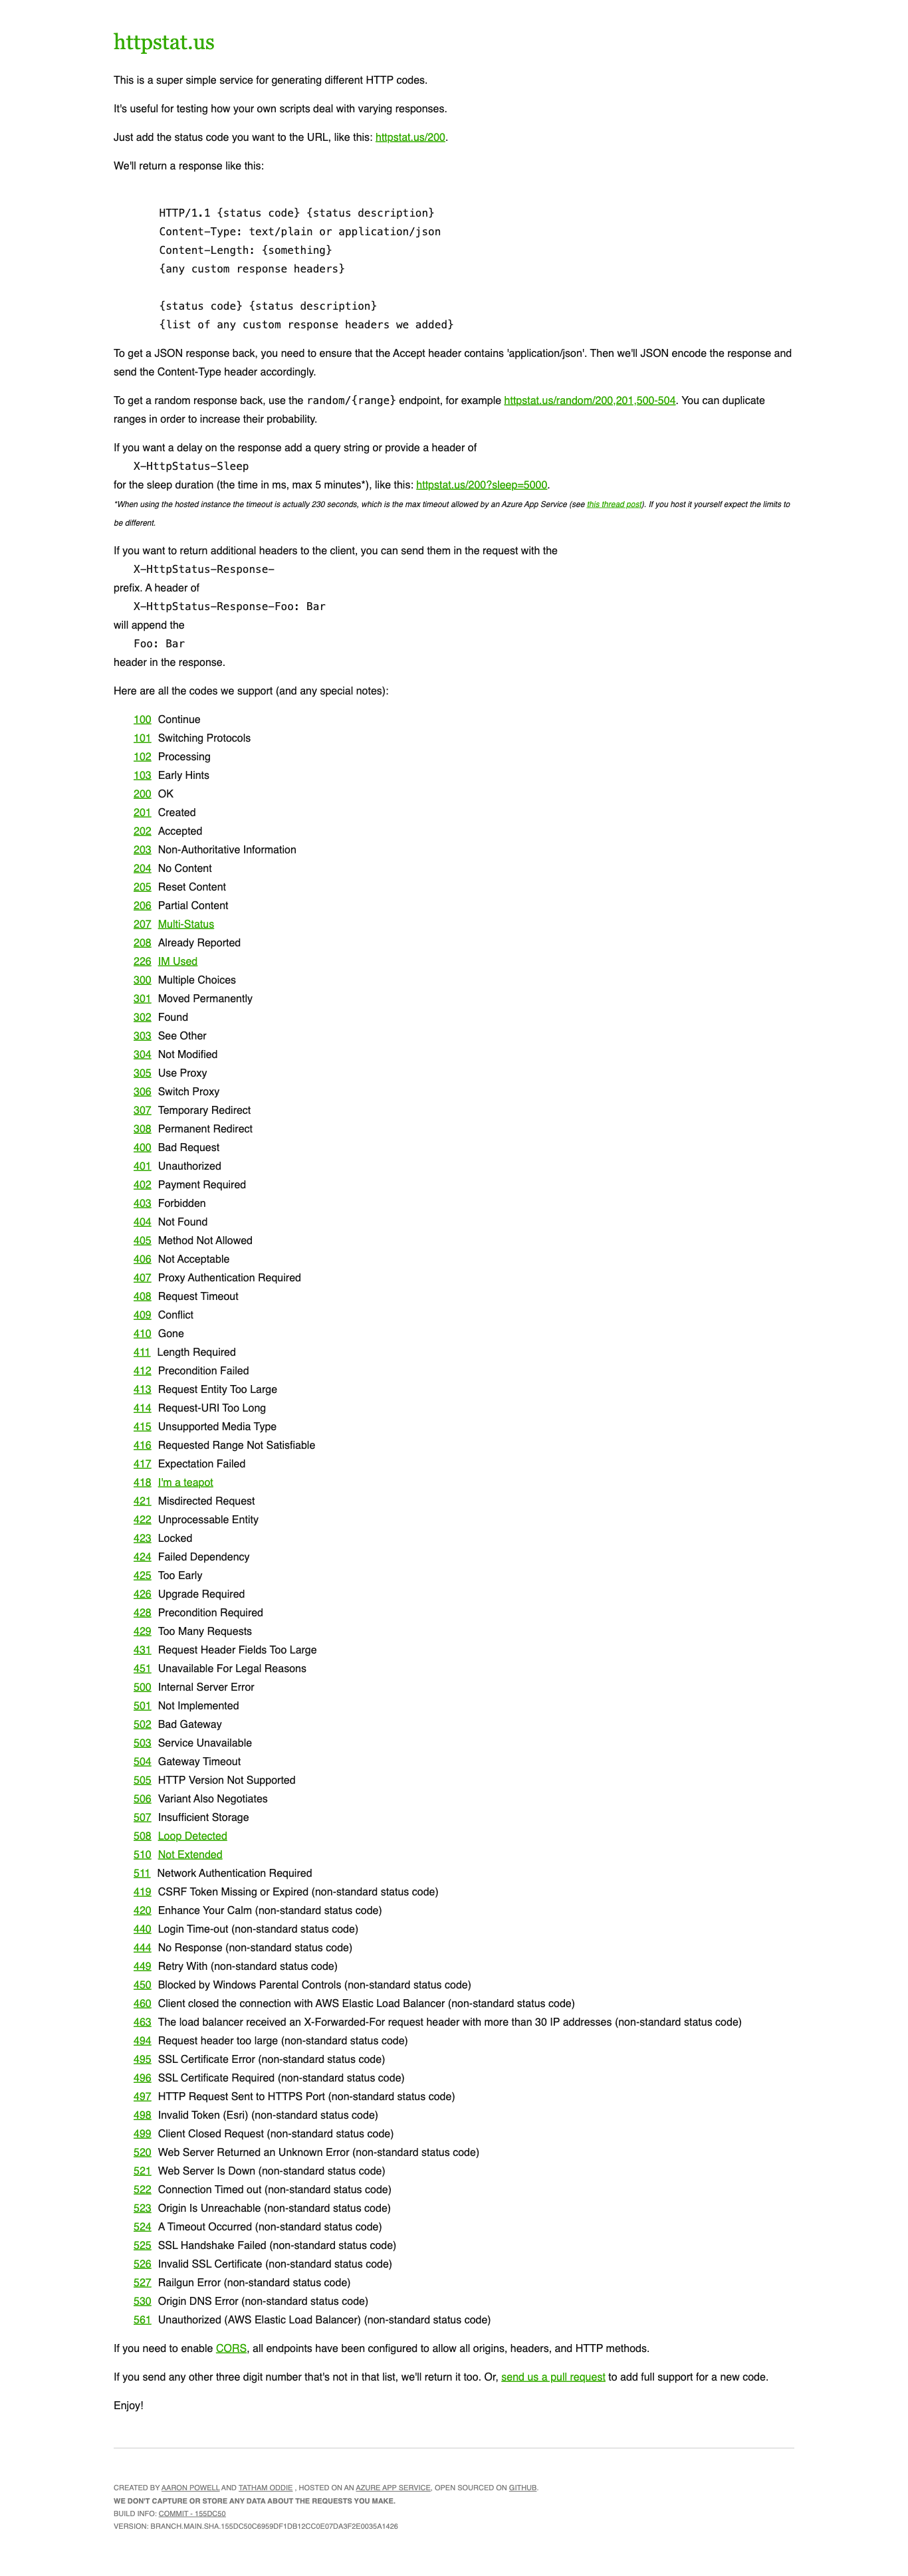 httpstat.us
This is a super simple service for generating different HTTP codes.
It's useful for testing how your own scripts deal with varying responses.
Just add the status code you want to the URL, like this: httpstat.us/200.
We'll return a response like this:
HTTP/1.1 {status code} {status description}
Content-Type: text/plain or application/json
Content-Length: {something}
{any custom response headers}
{status code} {status description}
{list of any custom response headers we added}
To get a JSON response back, you need to ensure that the Accept header contains 'application/json'. Then we'll JSON encode the response and
send the Content-Type header accordingly.
To get a random response back, use the random/{range} endpoint, for example httpstat.us/random/200,201,500-504. You can duplicate
ranges in order to increase their probability.
If you want a delay on the response add a query string or provide a header of
X-HttpStatus-Sleep
for the sleep duration (the time in ms, max 5 minutes*), like this: httpstat.us/200?sleep=5000.
*When using the hosted instance the timeout is actually 230 seconds, which is the max timeout allowed by an Azure App Service (see this thread post). If you host it yourself expect the limits to
be different.
If you want to return additional headers to the client, you can send them in the request with the
X-HttpStatus-Response-
prefix. A header of
X-HttpStatus-Response-Foo: Bar
will append the
Foo: Bar
header in the response.
Here are all the codes we support (and any special notes):
100 Continue
101 Switching Protocols
102 Processing
103 Early Hints
200 OK
201 Created
202 Accepted
203 Non-Authoritative Information
204 No Content
205 Reset Content
206 Partial Content
207 Multi-Status
208 Already Reported
226 IM Used
300 Multiple Choices
301 Moved Permanently
302 Found
303 See Other
304 Not Modified
305 Use Proxy
306 Switch Proxy
307 Temporary Redirect
308 Permanent Redirect
400 Bad Request
401 Unauthorized
402 Payment Required
403 Forbidden
404 Not Found
405 Method Not Allowed
406 Not Acceptable
407 Proxy Authentication Required
408 Request Timeout
409 Conflict
410 Gone
411 Length Required
412 Precondition Failed
413 Request Entity Too Large
414 Request-URI Too Long
415 Unsupported Media Type
416 Requested Range Not Satisfiable
417 Expectation Failed
418 I'm a teapot
421 Misdirected Request
422 Unprocessable Entity
423 Locked
424 Failed Dependency
425 Too Early
426 Upgrade Required
428 Precondition Required
429 Too Many Requests
431 Request Header Fields Too Large
451 Unavailable For Legal Reasons
500 Internal Server Error
501 Not Implemented
502 Bad Gateway
503 Service Unavailable
504 Gateway Timeout
505 HTTP Version Not Supported
506 Variant Also Negotiates
507 Insufficient Storage
508 Loop Detected
510 Not Extended
511 Network Authentication Required
419 CSRF Token Missing or Expired (non-standard status code)
420 Enhance Your Calm (non-standard status code)
440 Login Time-out (non-standard status code)
444 No Response (non-standard status code)
449 Retry With (non-standard status code)
450 Blocked by Windows Parental Controls (non-standard status code)
460 Client closed the connection with AWS Elastic Load Balancer (non-standard status code)
463 The load balancer received an X-Forwarded-For request header with more than 30 IP addresses (non-standard status code)
494 Request header too large (non-standard status code)
495 SSL Certificate Error (non-standard status code)
496 SSL Certificate Required (non-standard status code)
497 HTTP Request Sent to HTTPS Port (non-standard status code)
498 Invalid Token (Esri) (non-standard status code)
499 Client Closed Request (non-standard status code)
520 Web Server Returned an Unknown Error (non-standard status code)
521 Web Server Is Down (non-standard status code)
522 Connection Timed out (non-standard status code)
523 Origin Is Unreachable (non-standard status code)
524 A Timeout Occurred (non-standard status code)
525 SSL Handshake Failed (non-standard status code)
526 Invalid SSL Certificate (non-standard status code)
527 Railgun Error (non-standard status code)
530 Origin DNS Error (non-standard status code)
561 Unauthorized (AWS Elastic Load Balancer) (non-standard status code)
If you need to enable CORS, all endpoints have been configured to allow all origins, headers, and HTTP methods.
If you send any other three digit number that's not in that list, we'll return it too. Or, send us a pull request to add full support for a new code.
Enjoy!
CREATED BY AARON POWELL AND TATHAM ODDIE , HOSTED ON AN AZURE APP SERVICE, OPEN SOURCED ON GITHUB.
WE DON'T CAPTURE OR STORE ANY DATA ABOUT THE REQUESTS YOU MAKE.
BUILD INFO: COMMIT - 155DC50
VERSION: BRANCH.MAIN.SHA.155DC50C6959DF1DB12CC0E07DA3F2E0035A1426